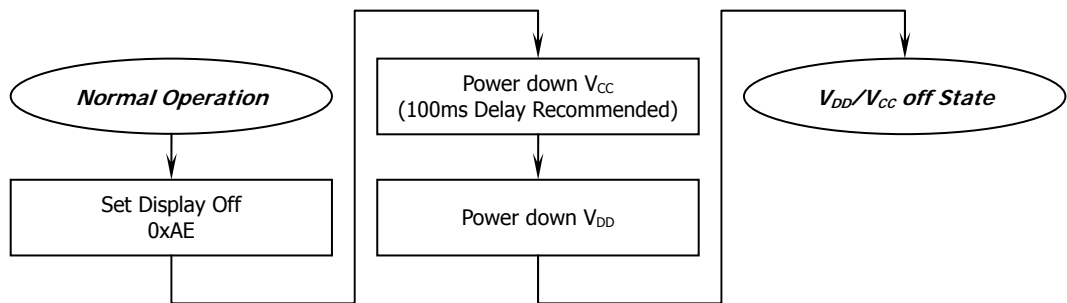 Normal Operation
Set Display Off
0xAE
Power down VCC
(100ms Delay Recommended)
Power down VDD
VDD/VCC off State